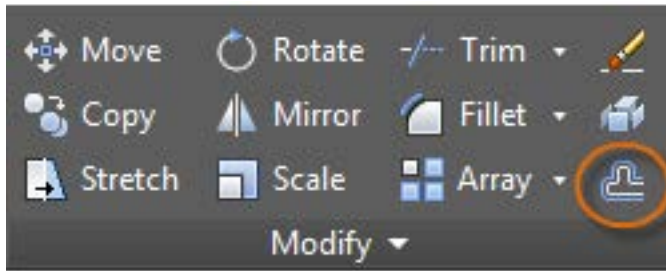 Move Rotate Trim
Copy Mirror Fillet
Stretch Scale Array
Modify